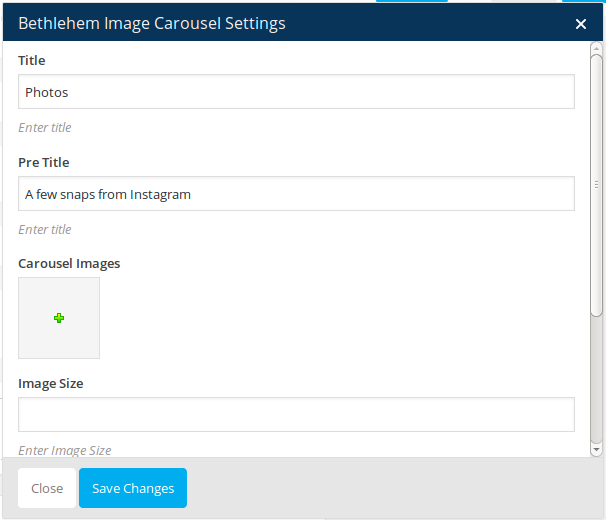 Bethlehem Image Carousel Settings
Title
Photos
Enter title
Pre Title
A few snaps from Instagram
Enter title
Carousel Images
Image Size
Enter Image Size
Close
Save Changes